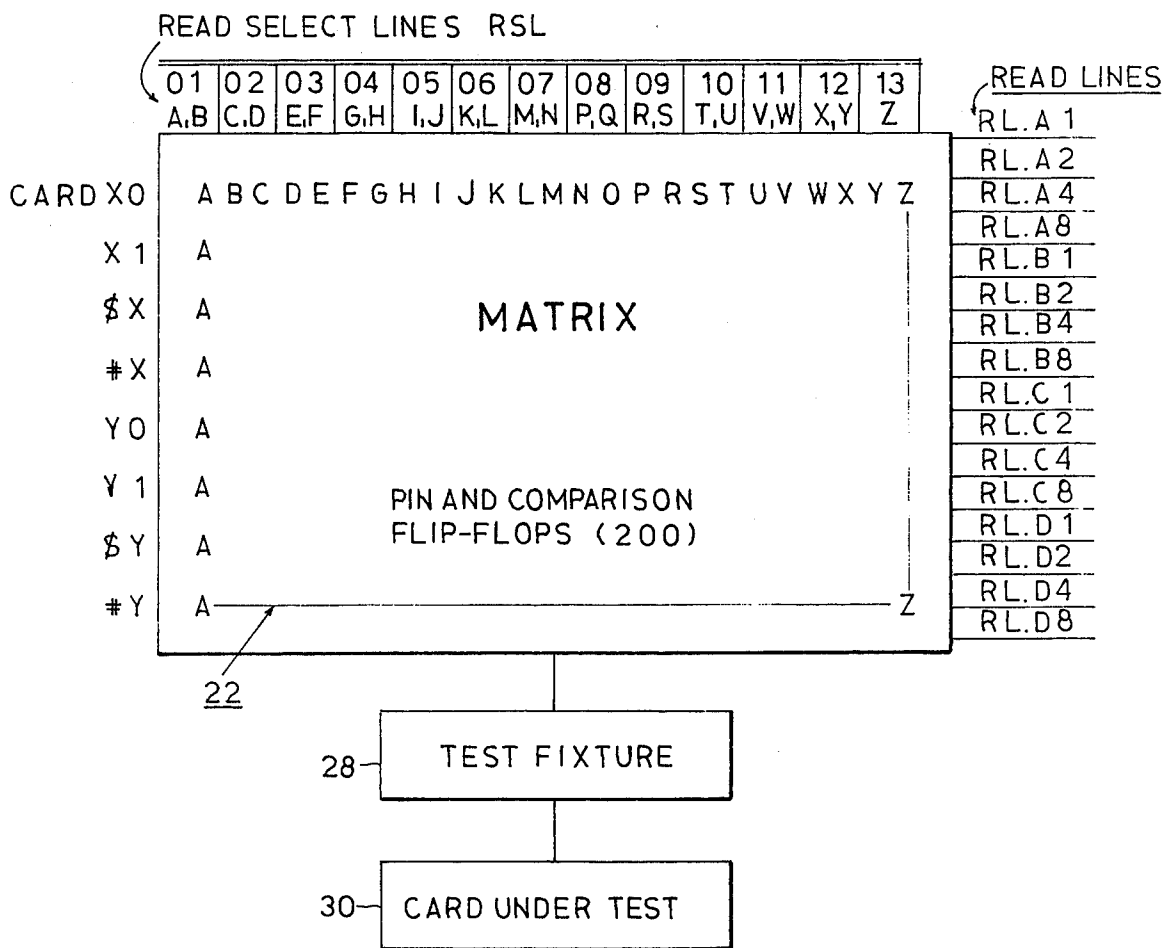 READ SELECT LINES RSL
01 02 03 04 05 06 07 08 09 10 11 12 13
A,B C,D E,F G,H I,J K,L M,N P,Q R,S T,U V,W X,Y Z
READ LINES
RL.A1
RL.A2
RL.A4
RL.A8
RL.B1
RL.B2
RL.B4
RL.B8
RL.C1
RL.C2
RL.C4
RL.C8
RL.D1
RL.D2
RL.D4
RL.D8
CARD X0 A B C D E F G H I J K L M N O P R S T U V W X Y Z
X1 A
$X A
MATRIX
#X A
Y0 A
Y1 A
PIN AND COMPARISON
FLIP-FLOPS (200)
$Y A
#Y A Z
22
28 TEST FIXTURE
30 CARD UNDER TEST